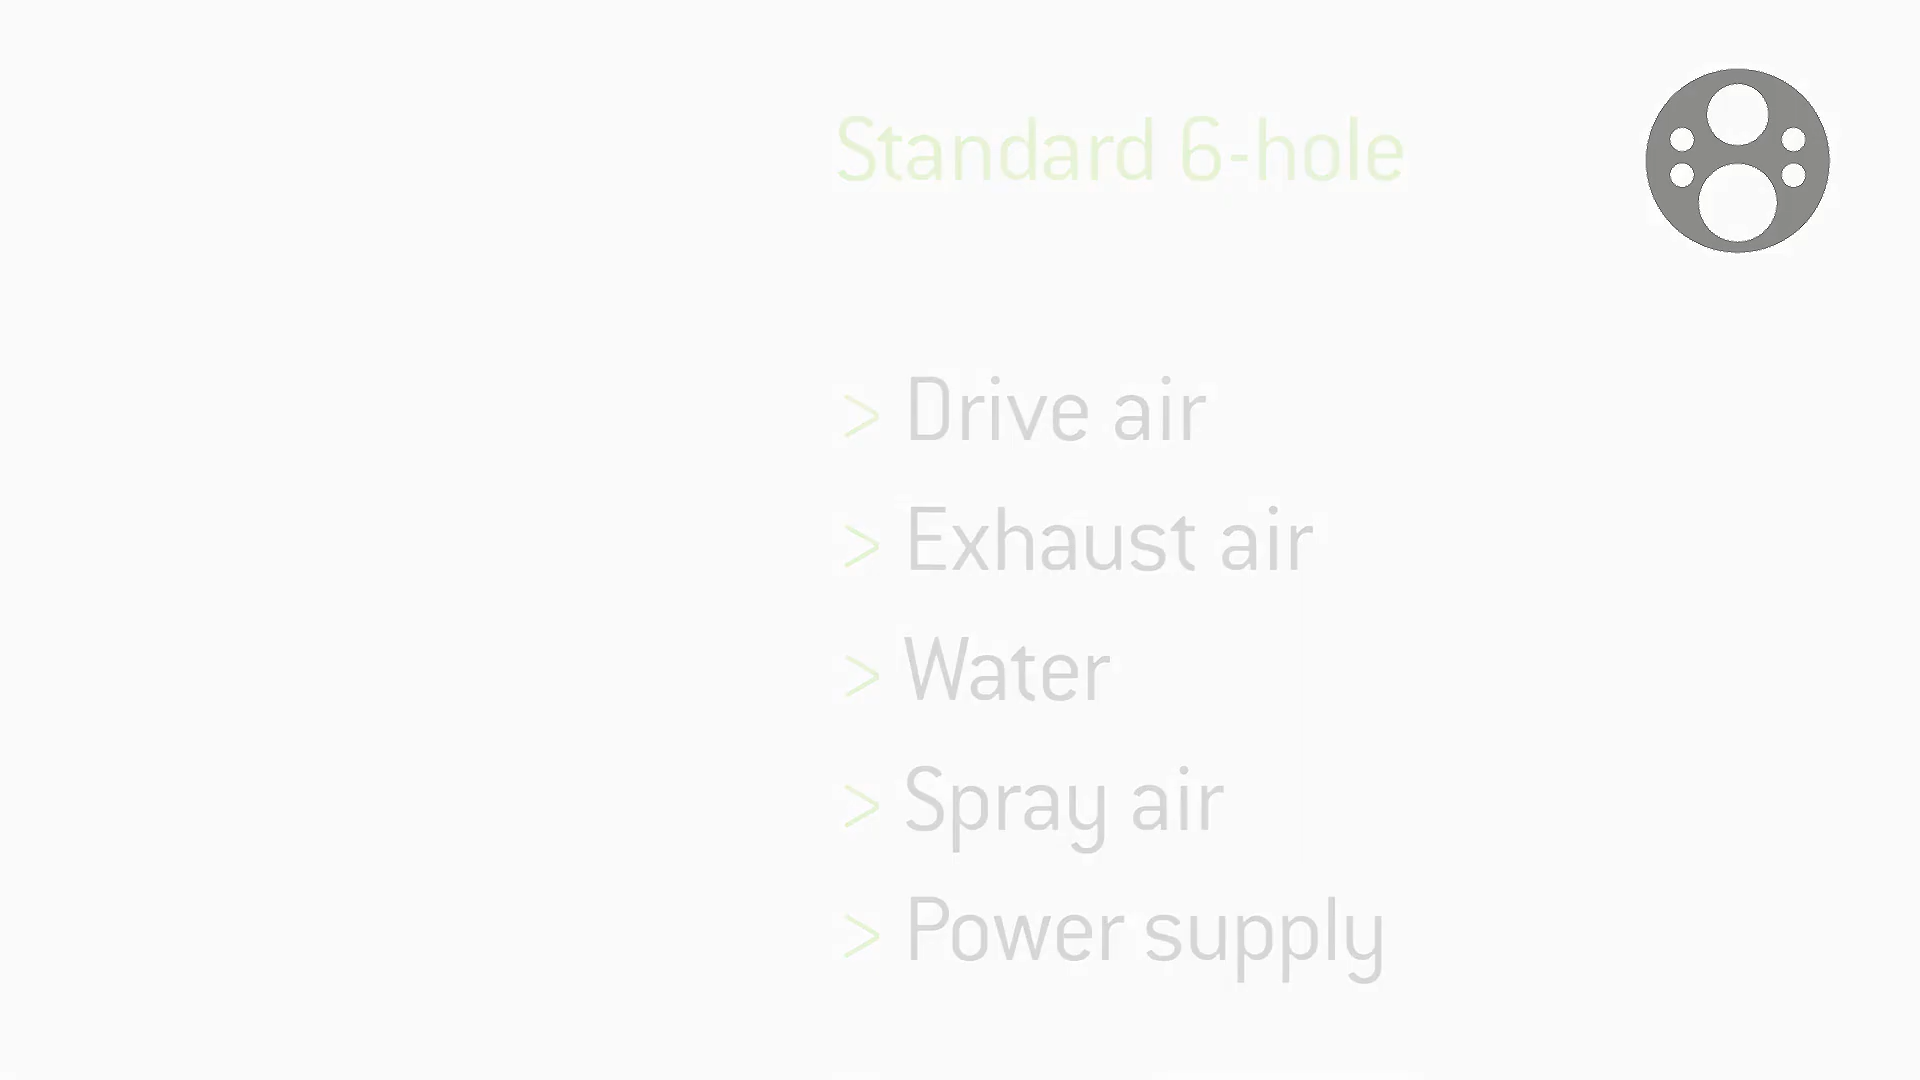 Standard 6-hole
> Drive air
> Exhaust air
> Water
> Spray air
> Power supply